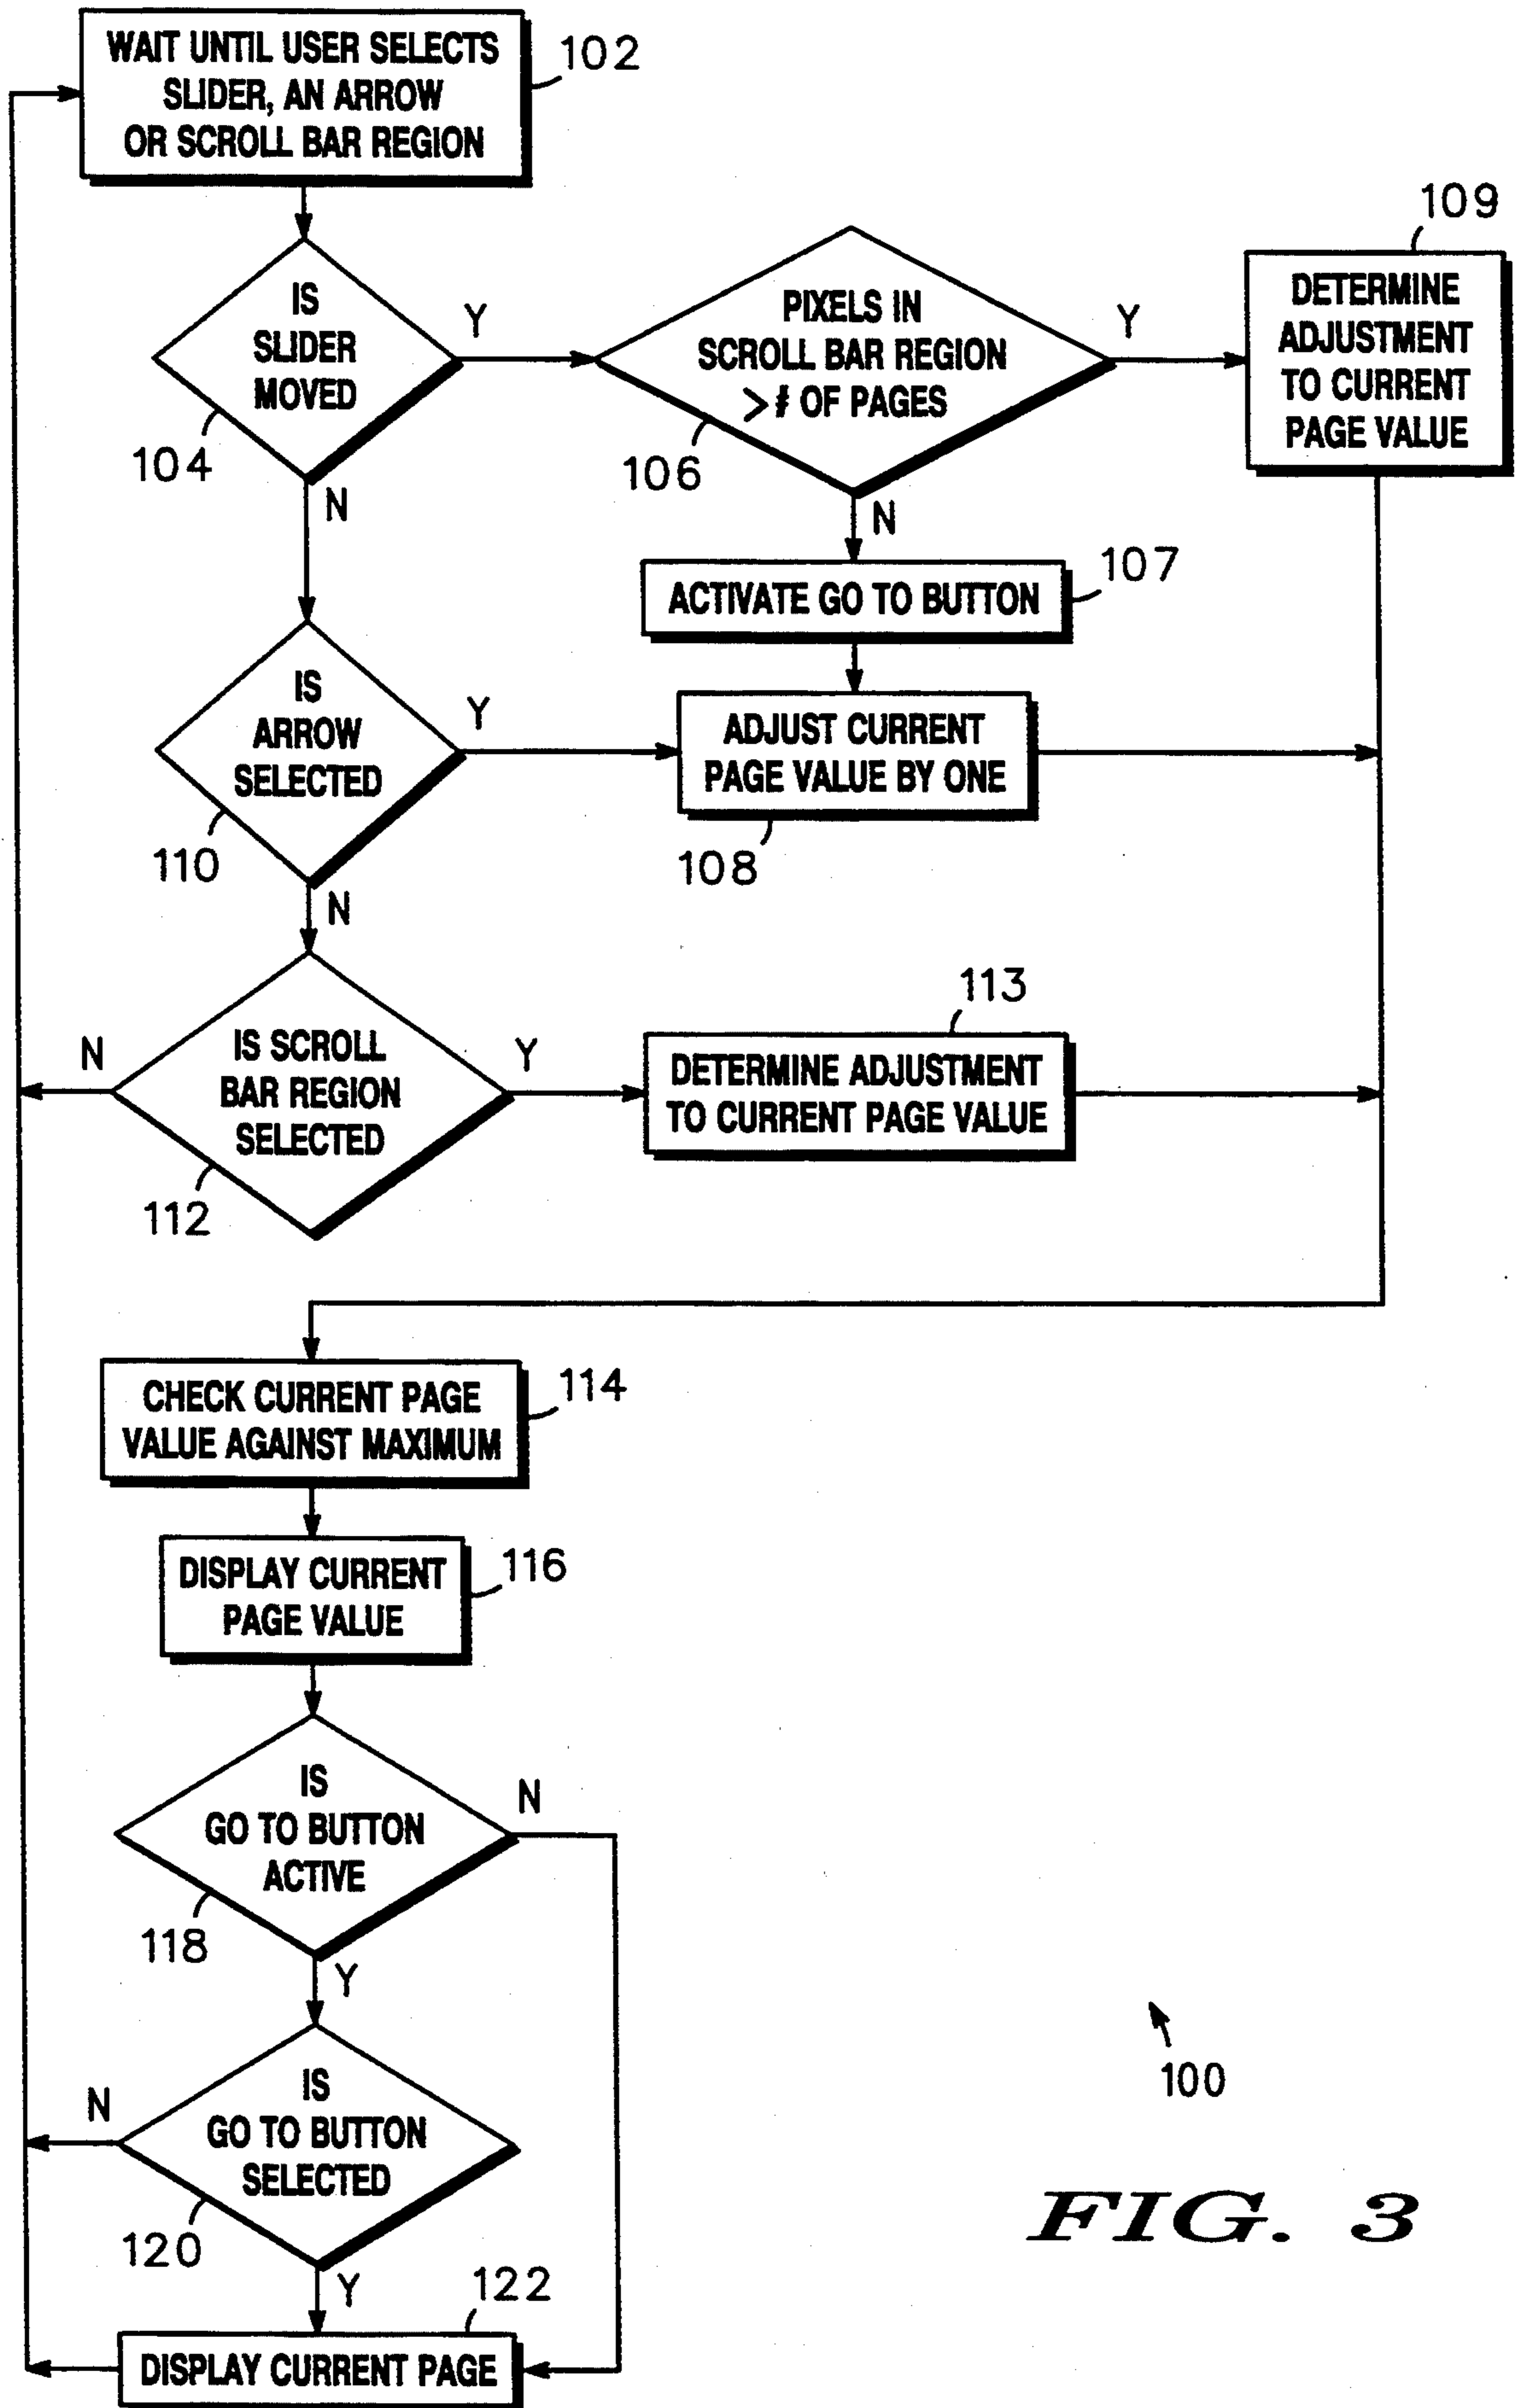 WAIT UNTIL USER SELECTS
SLIDER, AN ARROW
OR SCROLL BAR REGION
102
IS
SLIDER
MOVED
104
Y
N
PIXELS IN
SCROLL BAR REGION
># OF PAGES
106
Y
N
109
DETERMINE
ADJUSTMENT
TO CURRENT
PAGE VALUE
ACTIVATE GO TO BUTTON
107
IS
ARROW
SELECTED
110
Y
N
ADJUST CURRENT
PAGE VALUE BY ONE
108
IS SCROLL
BAR REGION
SELECTED
112
N
Y
113
DETERMINE ADJUSTMENT
TO CURRENT PAGE VALUE
CHECK CURRENT PAGE
VALUE AGAINST MAXIMUM
114
DISPLAY CURRENT
PAGE VALUE
116
IS
GO TO BUTTON
ACTIVE
118
N
Y
IS
GO TO BUTTON
SELECTED
120
N
Y
122
DISPLAY CURRENT PAGE
100
FIG. 3